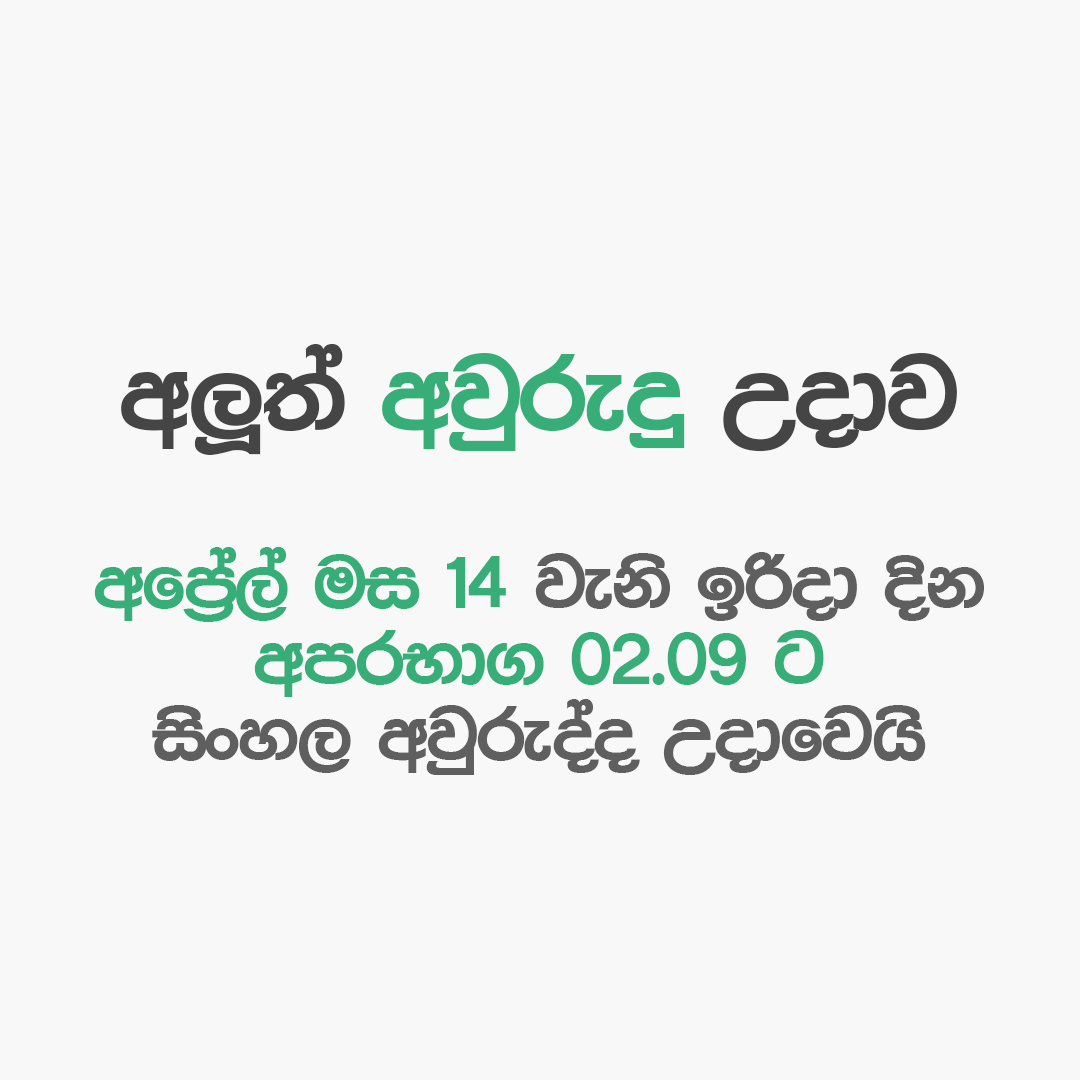 අලුත් අවුරුදු උදාව
අප්‍රේල් මස 14 වැනි ඉරිදා දින
අපරභාග 02.09 ට
සිංහල අවුරුද්ද උදාවෙයි